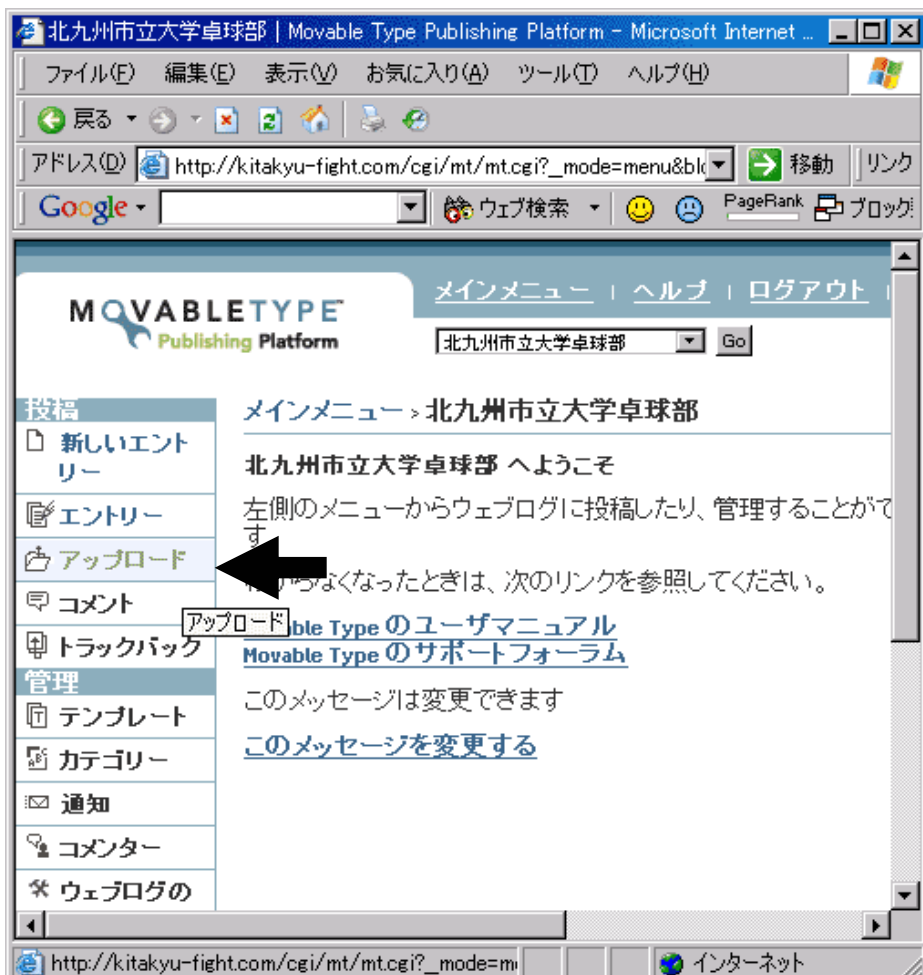 北九州市立大学卓球部 | Movable Type Publishing Platform - Microsoft Internet ...
ファイル(F) 編集(E) 表示(V) お気に入り(A) ツール(T) ヘルプ(H)
戻る
アドレス(D) http://kitakyu-fight.com/cgi/mt/mt.cgi?_mode=menu&blo 移動 リンク
Google ウェブ検索 PageRank ブロック
MOVABLETYPE™
Publishing Platform
メインメニュー | ヘルプ | ログアウト |
北九州市立大学卓球部 Go
投稿
新しいエント
リー
エントリー
アップロード
コメント
アップロード
トラックバック
管理
テンプレート
カテゴリー
通知
コメンター
ウェブログの
メインメニュー > 北九州市立大学卓球部
北九州市立大学卓球部 へようこそ
左側のメニューからウェブログに投稿したり、管理することがで
す
らなくなったときは、次のリンクを参照してください。
ble Type のユーザマニュアル
Movable Type のサポートフォーラム
このメッセージは変更できます
このメッセージを変更する
http://kitakyu-fight.com/cgi/mt/mt.cgi?_mode=m インターネット